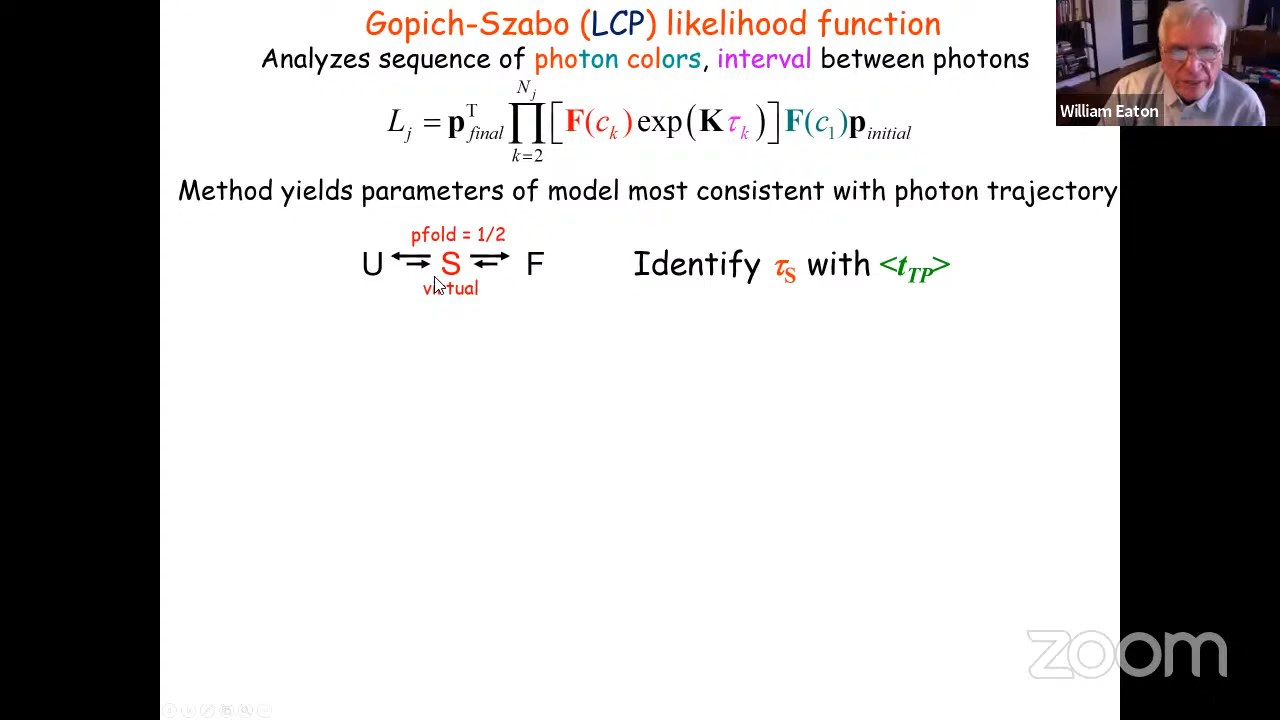 Gopich-Szabo (LCP) likelihood function
Analyzes sequence of photon colors, interval between photons
L_j = p^T_final ∏_{k=2}^{N_j} [F(c_k) exp(K τ_k)] F(c_1) p_initial
Method yields parameters of model most consistent with photon trajectory
pfold = 1/2
U ⇄ S ⇄ F
virtual
Identify τ_S with <t_TP>
William Eaton
zoom